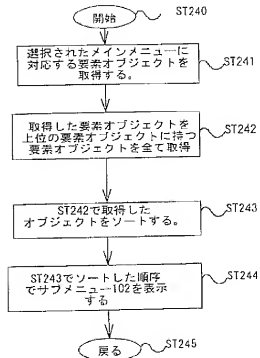 開始
ST240
選択されたメインメニューに
対応する要素オブジェクトを
取得する。
ST241
取得した要素オブジェクトを
上位の要素オブジェクトに持つ
要素オブジェクトを全て取得
ST242
ST242で取得した
オブジェクトをソートする。
ST243
ST243でソートした順序
でサブメニュー102を表示
する
ST244
戻る
ST245